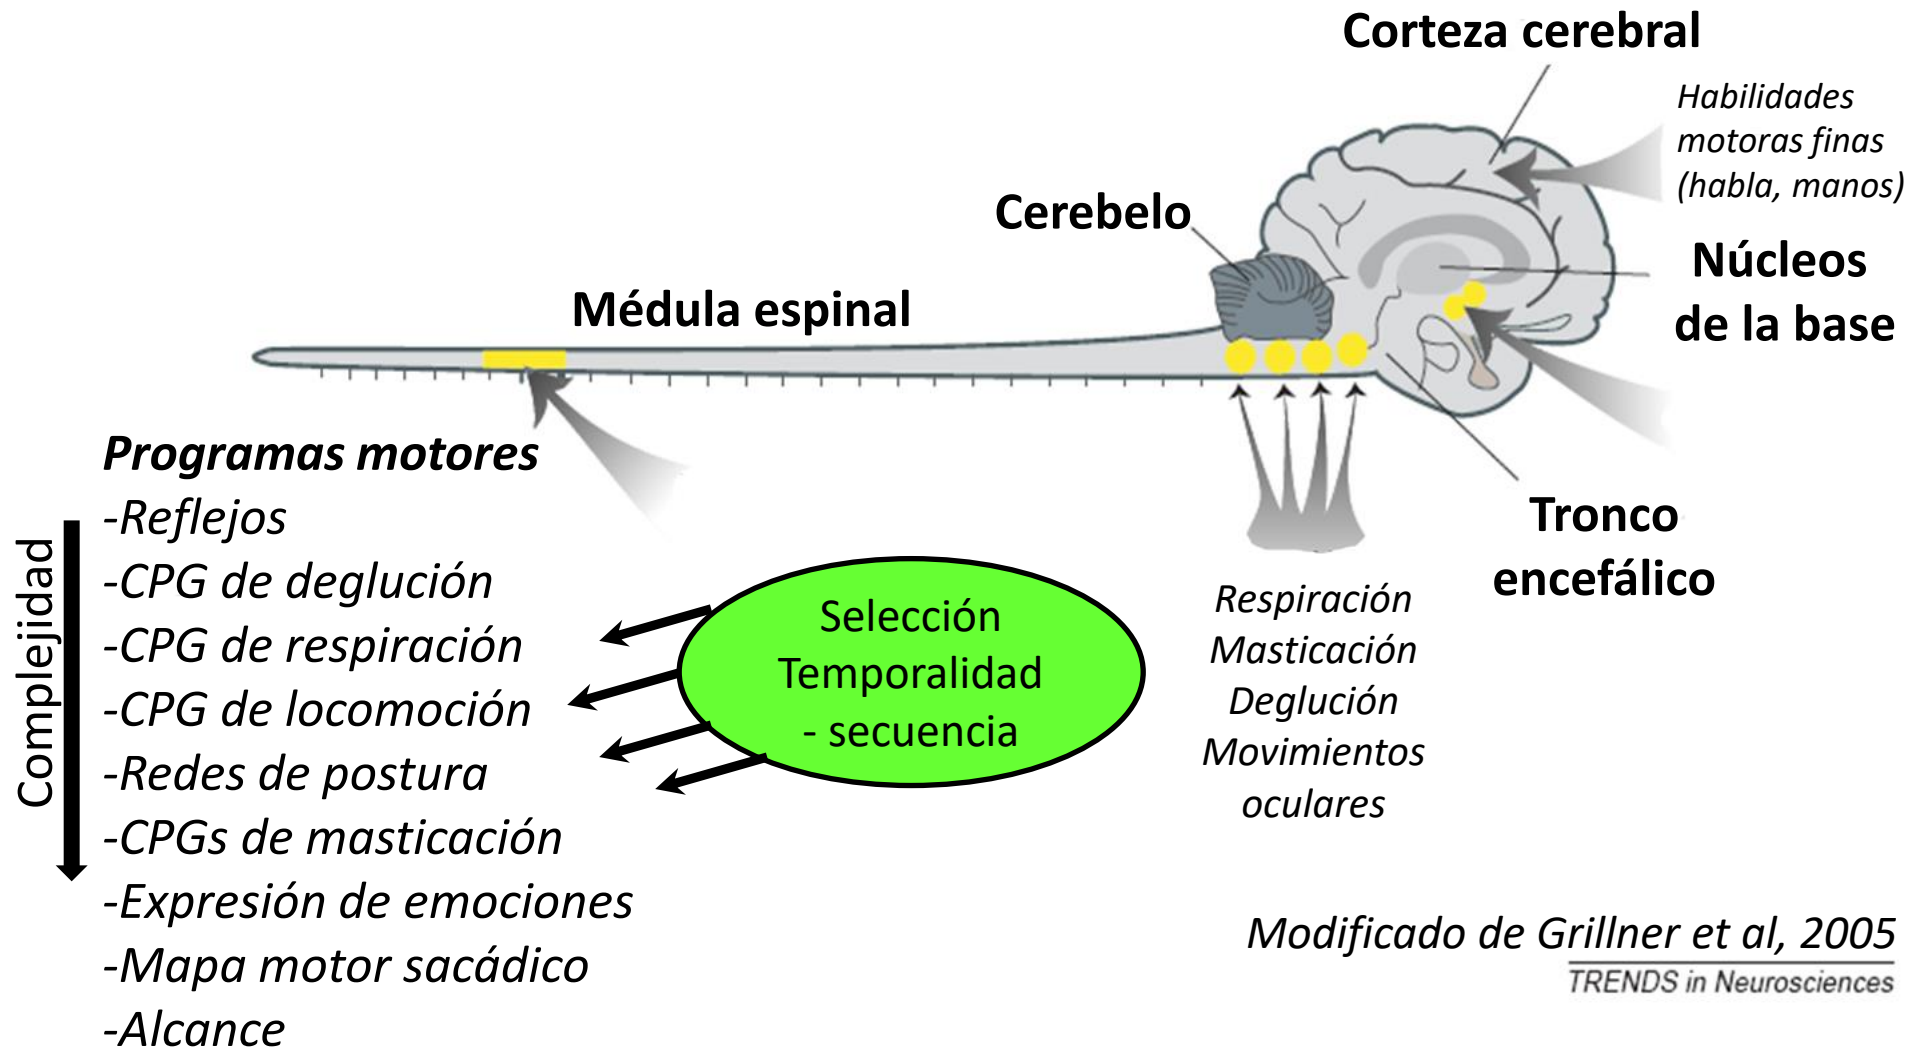 Corteza cerebral
Habilidades
motoras finas
(habla, manos)
Cerebelo
Núcleos
de la base
Médula espinal
Programas motores
-Reflejos
-CPG de deglución
-CPG de respiración
-CPG de locomoción
-Redes de postura
-CPGs de masticación
-Expresión de emociones
-Mapa motor sacádico
-Alcance
Complejidad
Selección
Temporalidad
- secuencia
Tronco
encefálico
Respiración
Masticación
Deglución
Movimientos
oculares
Modificado de Grillner et al, 2005
TRENDS in Neurosciences